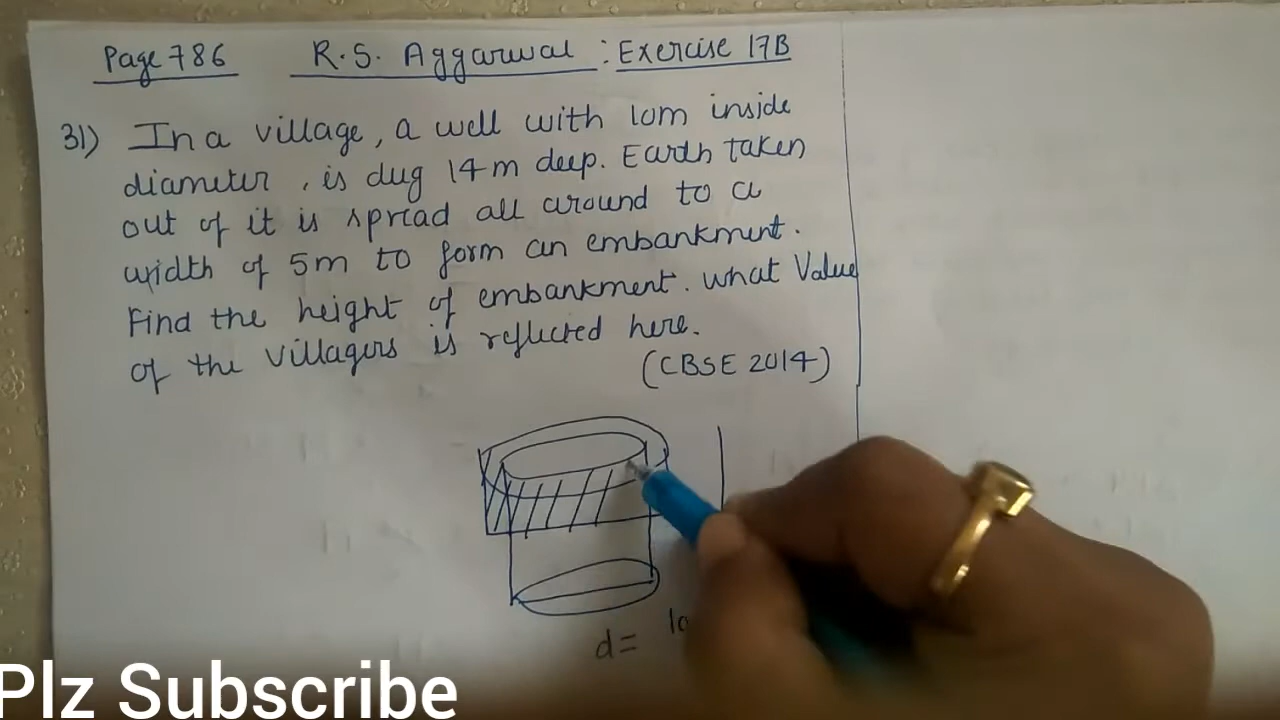 Page 786 R.S. Aggarwal : Exercise 17B
31) In a village, a well with 10m inside
diameter, is dug 14m deep. Earth taken
out of it is spread all around to a
width of 5m to form an embankment.
Find the height of embankment. what Value
of the villagers is reflected here.
(CBSE 2014)
d= 10
Plz Subscribe